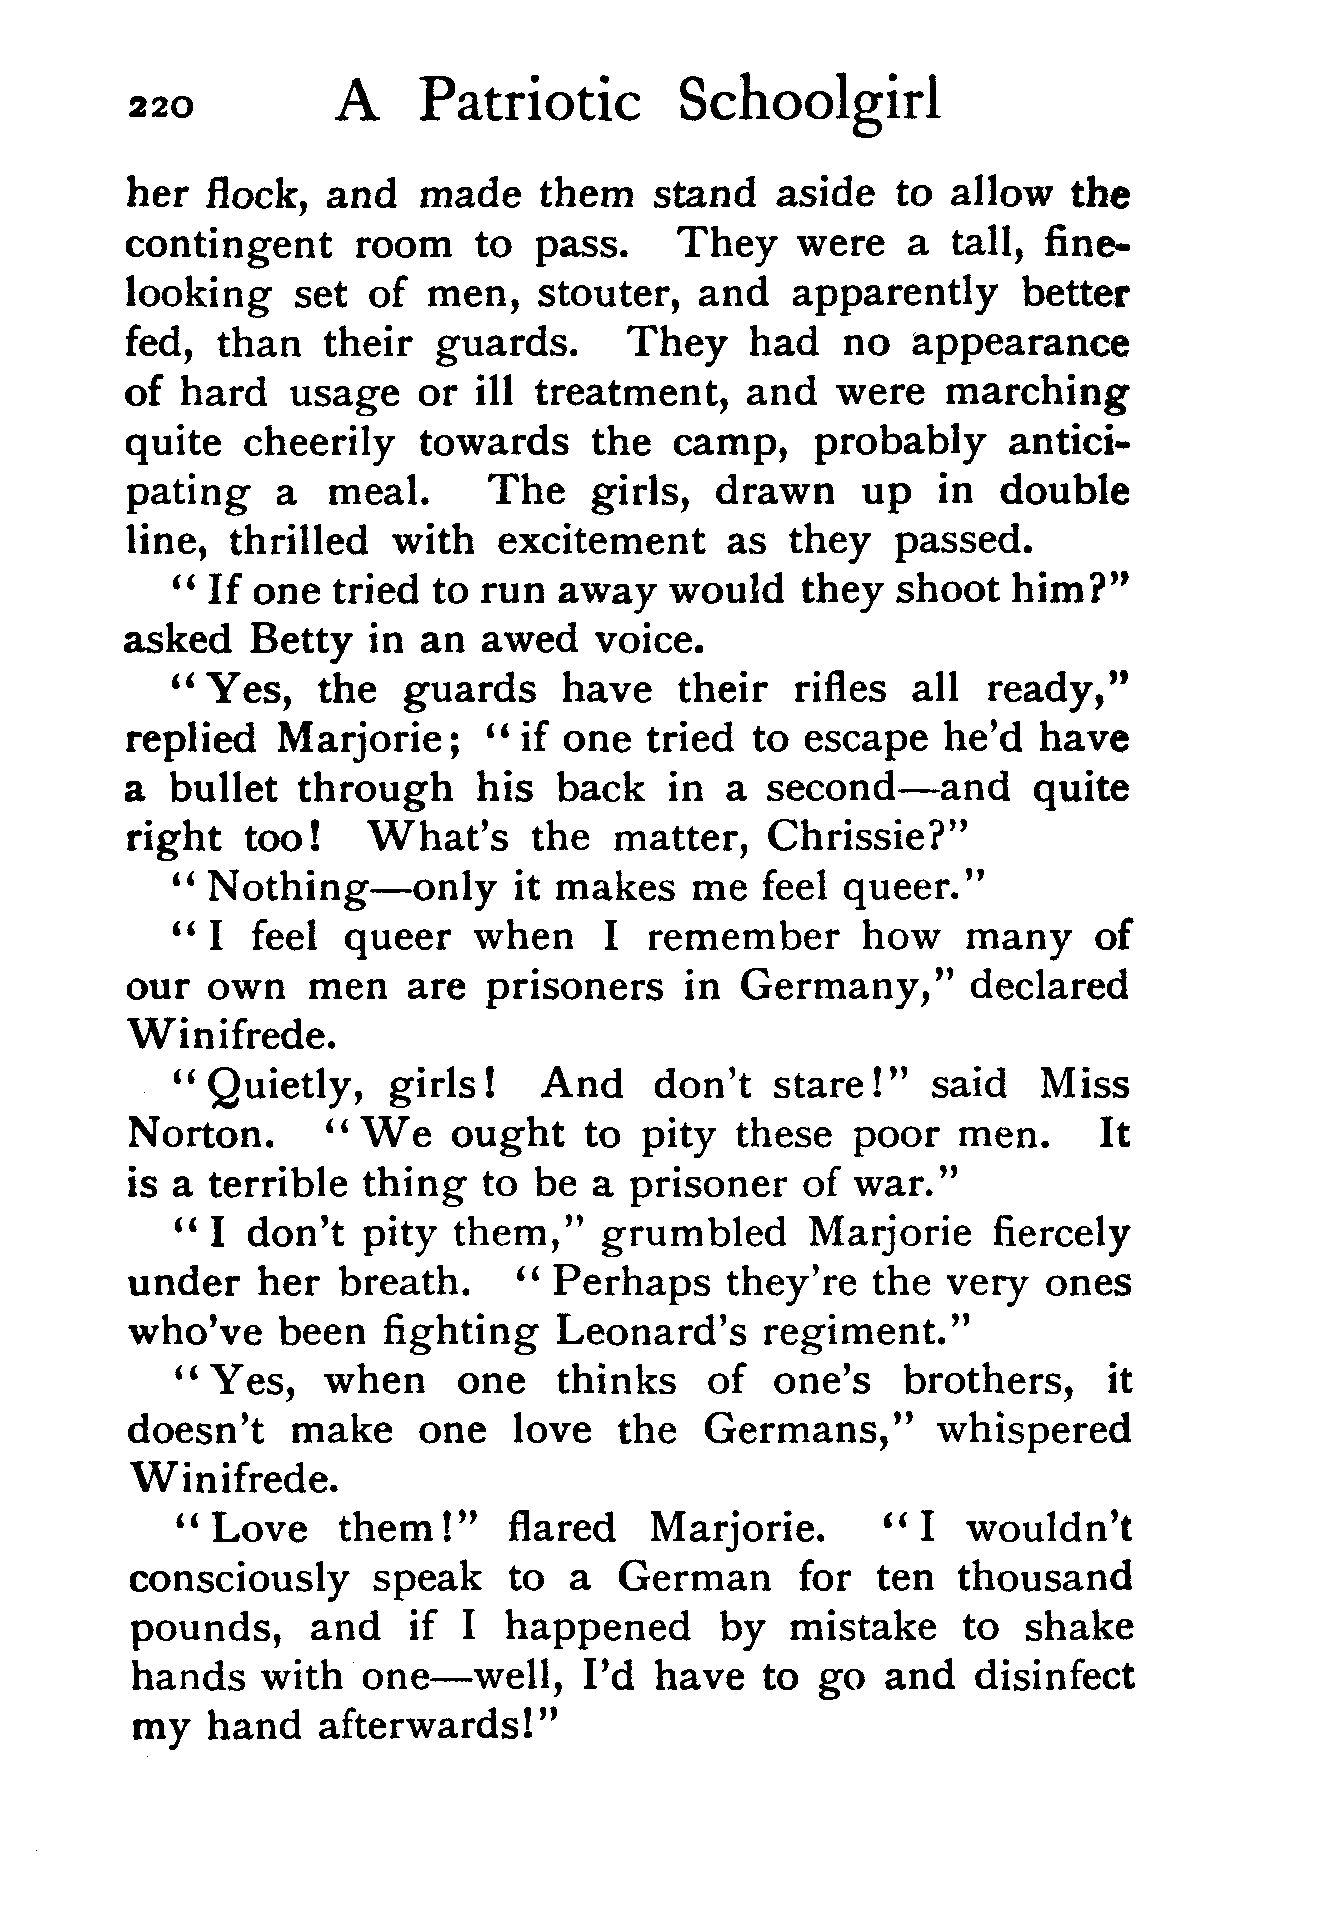 220 A Patriotic Schoolgirl
her flock, and made them stand aside to allow the
contingent room to pass. They were a tall, fine-
looking set of men, stouter, and apparently better
fed, than their guards. They had no appearance
of hard usage or ill treatment, and were marching
quite cheerily towards the camp, probably antici-
pating a meal. The girls, drawn up in double
line, thrilled with excitement as they passed.
“If one tried to run away would they shoot him?”
asked Betty in an awed voice.
“Yes, the guards have their rifles all ready,”
replied Marjorie; “if one tried to escape he’d have
a bullet through his back in a second—and quite
right too! What’s the matter, Chrissie?”
“Nothing—only it makes me feel queer.”
“I feel queer when I remember how many of
our own men are prisoners in Germany,” declared
Winifrede.
“Quietly, girls! And don’t stare!” said Miss
Norton. “We ought to pity these poor men. It
is a terrible thing to be a prisoner of war.”
“I don’t pity them,” grumbled Marjorie fiercely
under her breath. “Perhaps they’re the very ones
who’ve been fighting Leonard’s regiment.”
“Yes, when one thinks of one’s brothers, it
doesn’t make one love the Germans,” whispered
Winifrede.
“Love them!” flared Marjorie. “I wouldn’t
consciously speak to a German for ten thousand
pounds, and if I happened by mistake to shake
hands with one—well, I’d have to go and disinfect
my hand afterwards!”